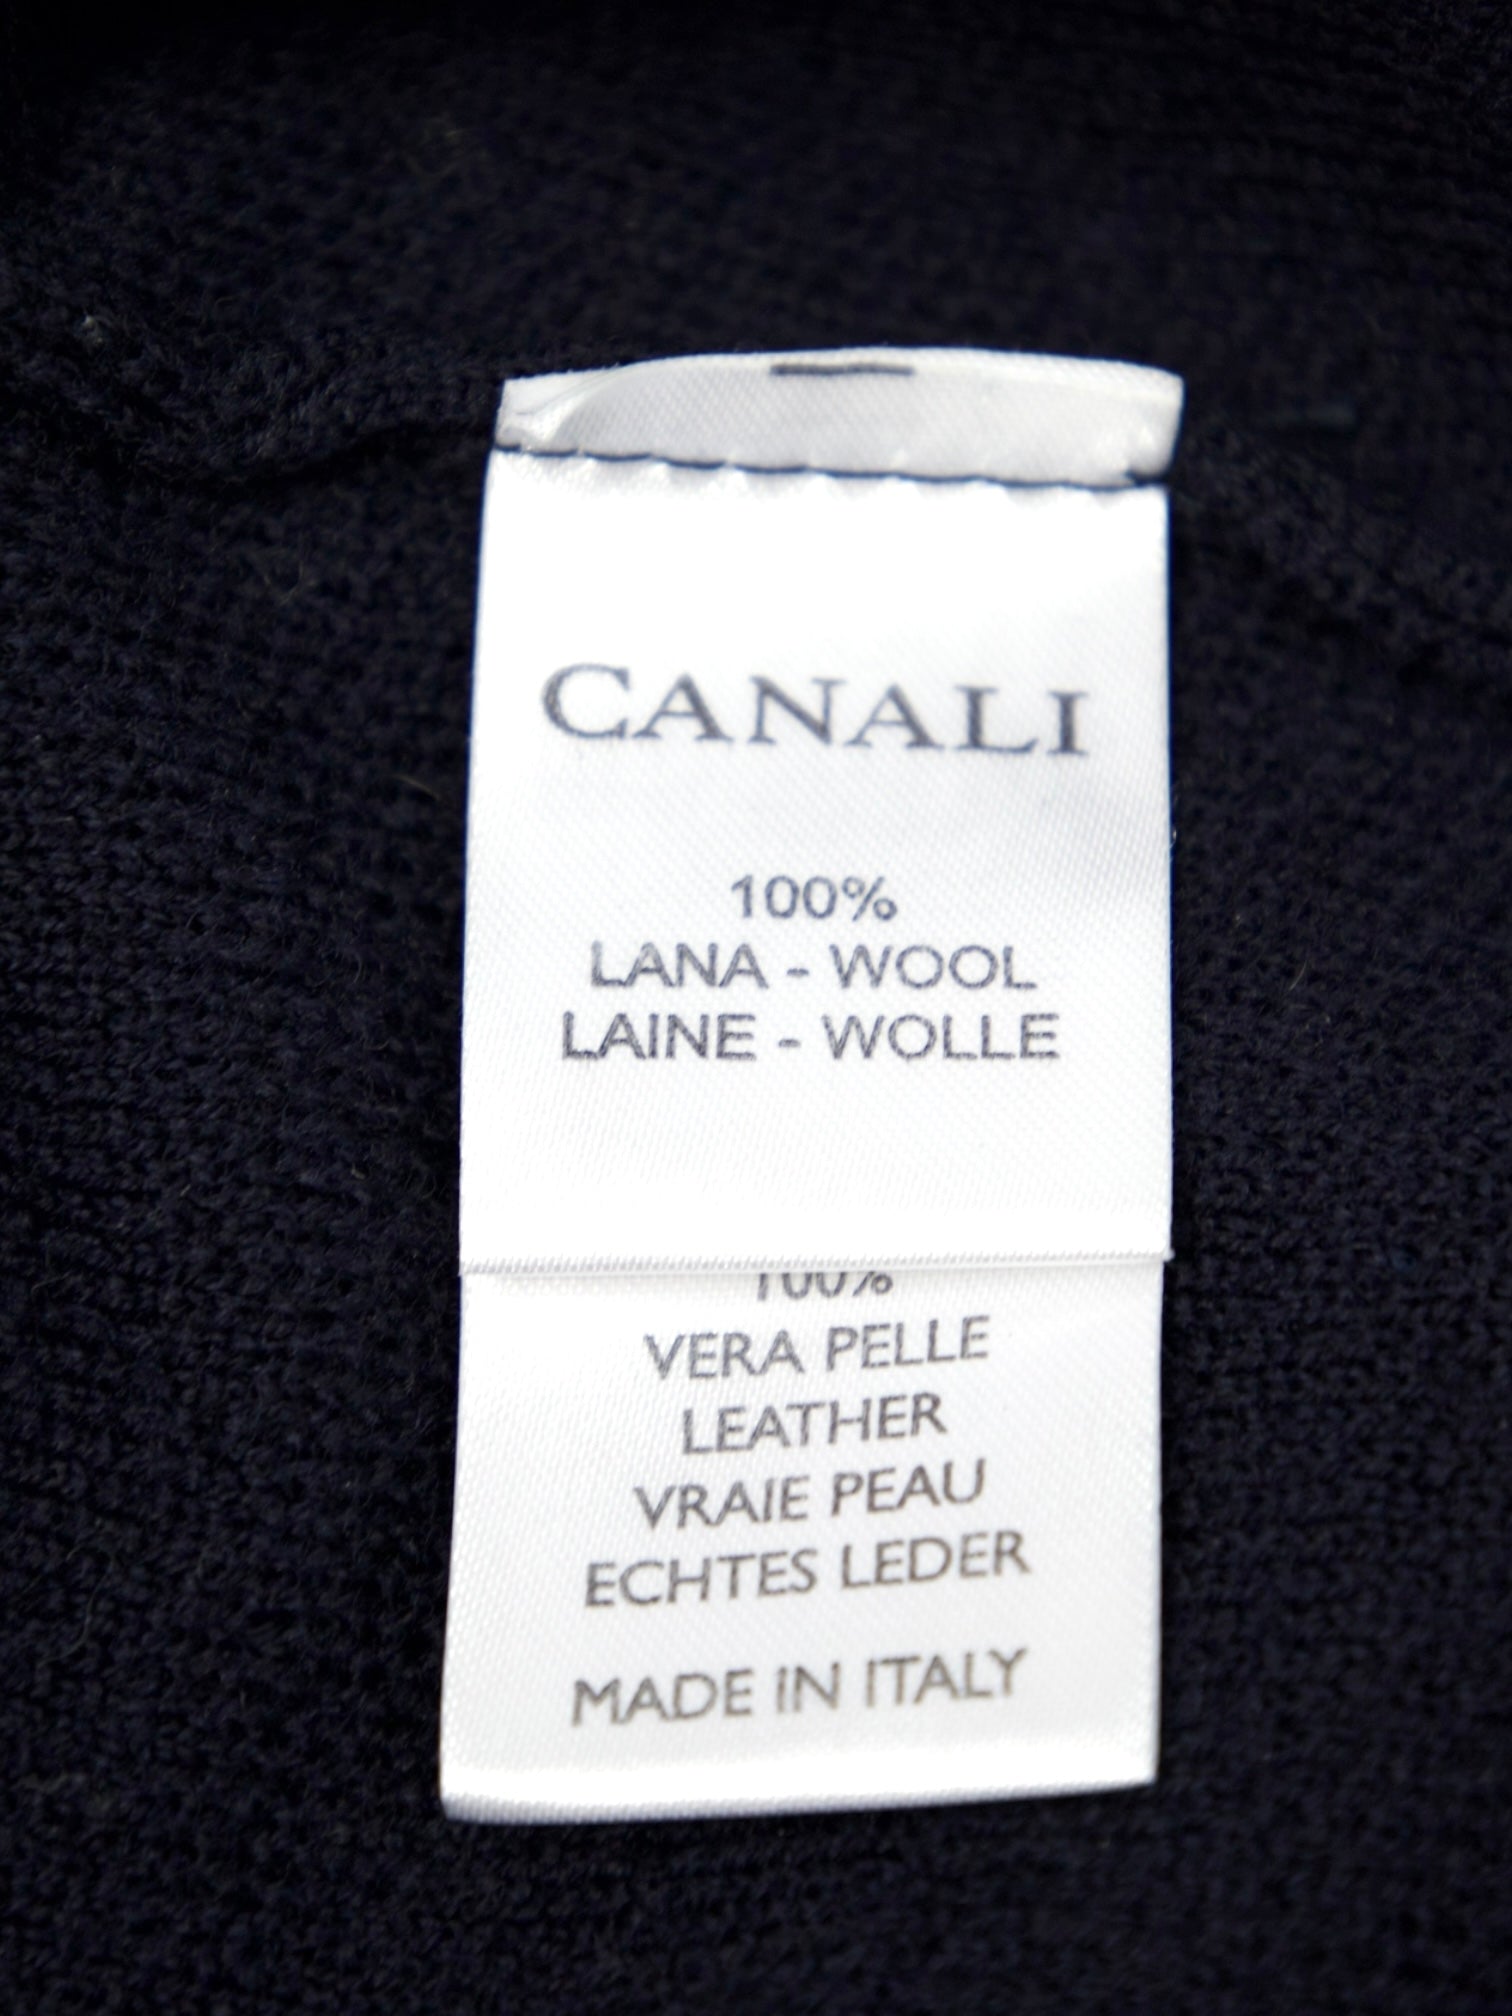 CANALI
100%
LANA - WOOL
LAINE - WOLLE
100%
VERA PELLE
LEATHER
VRAIE PEAU
ECHTES LEDER
MADE IN ITALY